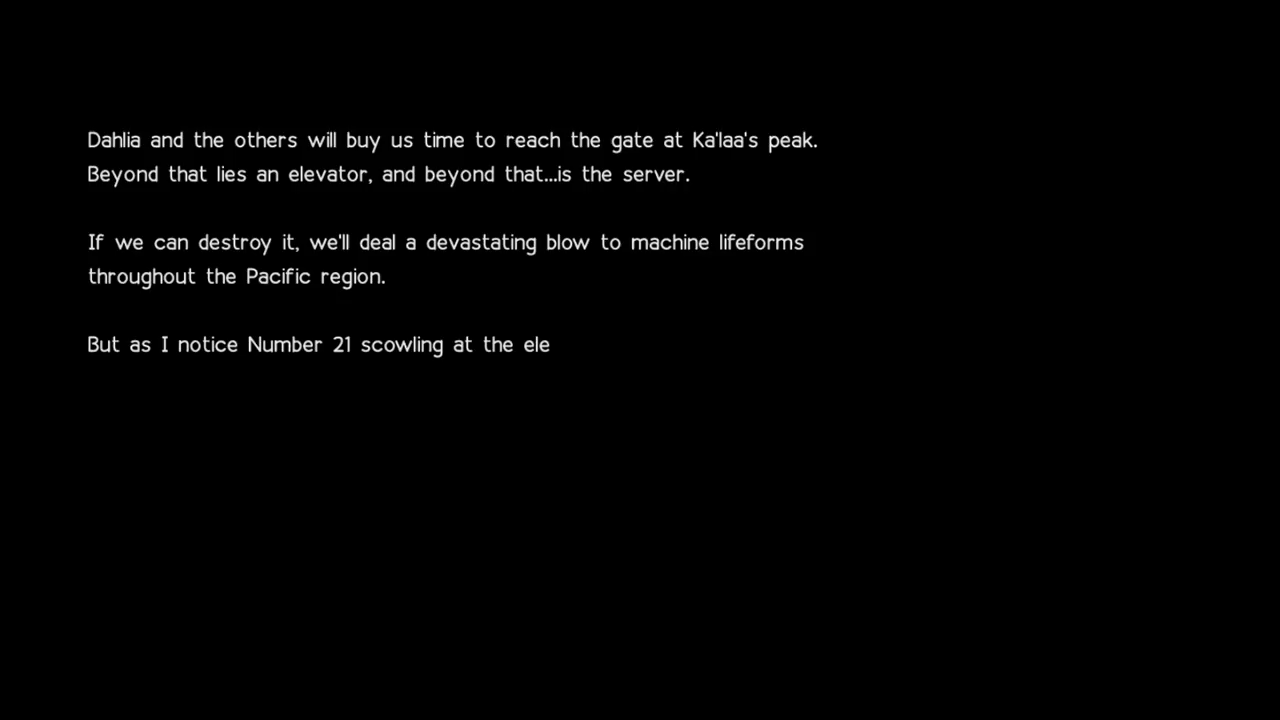 Dahlia and the others will buy us time to reach the gate at Ka'laa's peak.
Beyond that lies an elevator, and beyond that...is the server.
If we can destroy it, we'll deal a devastating blow to machine lifeforms
throughout the Pacific region.
But as I notice Number 21 scowling at the ele